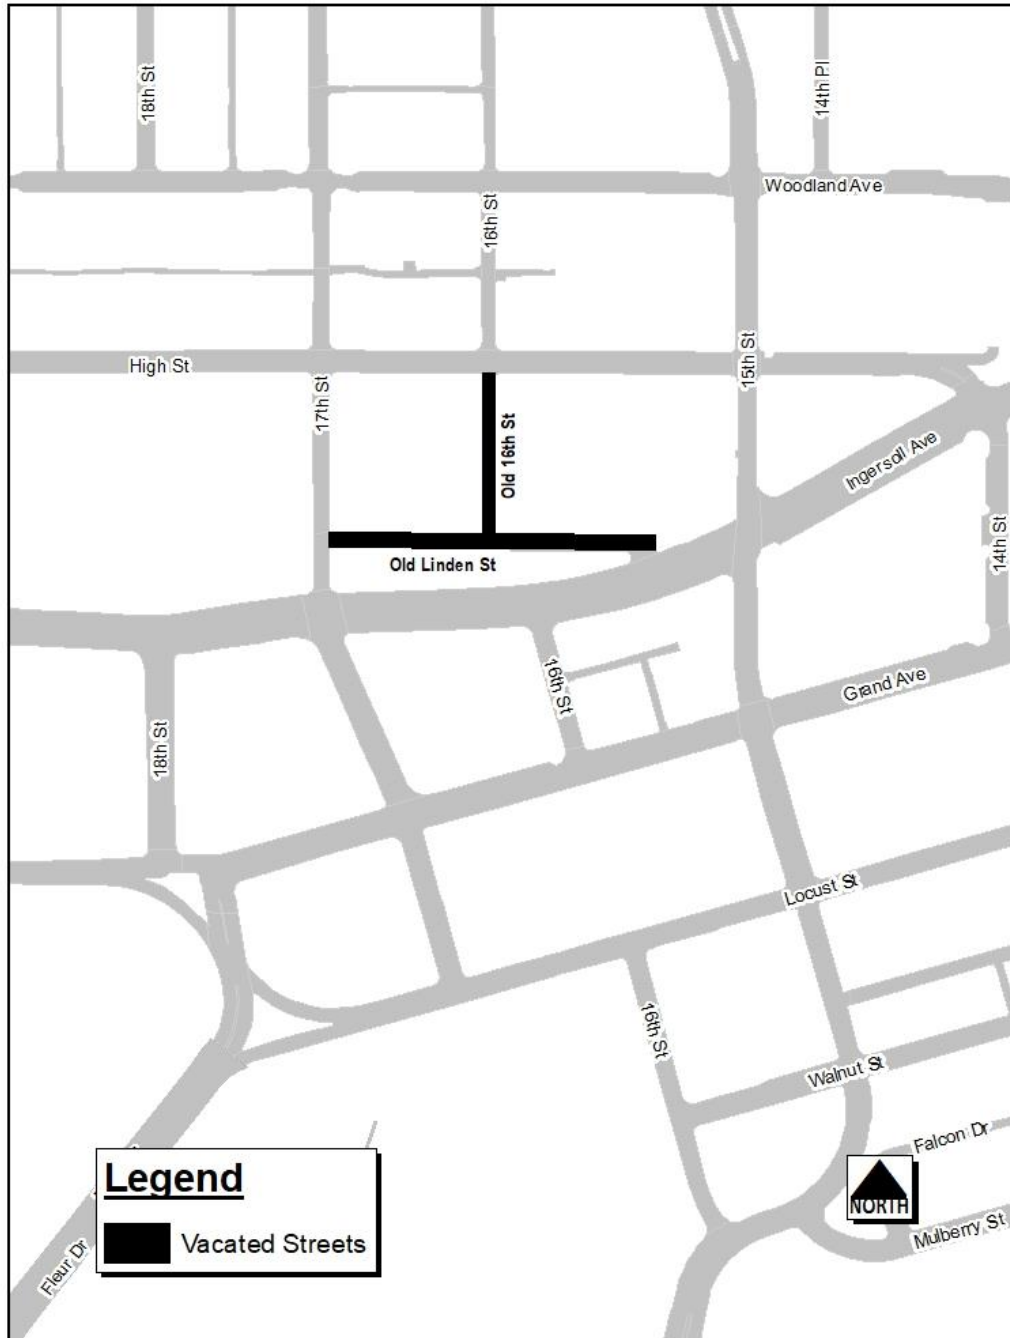 18th St
14th Pl
Woodland Ave
16th St
High St
15th St
17th St
Old 16th St
Ingersoll Ave
14th St
Old Linden St
16th St
Grand Ave
18th St
Locust St
16th St
Walnut St
Falcon Dr
NORTH
Mulberry St
Fleur Dr
Legend
Vacated Streets